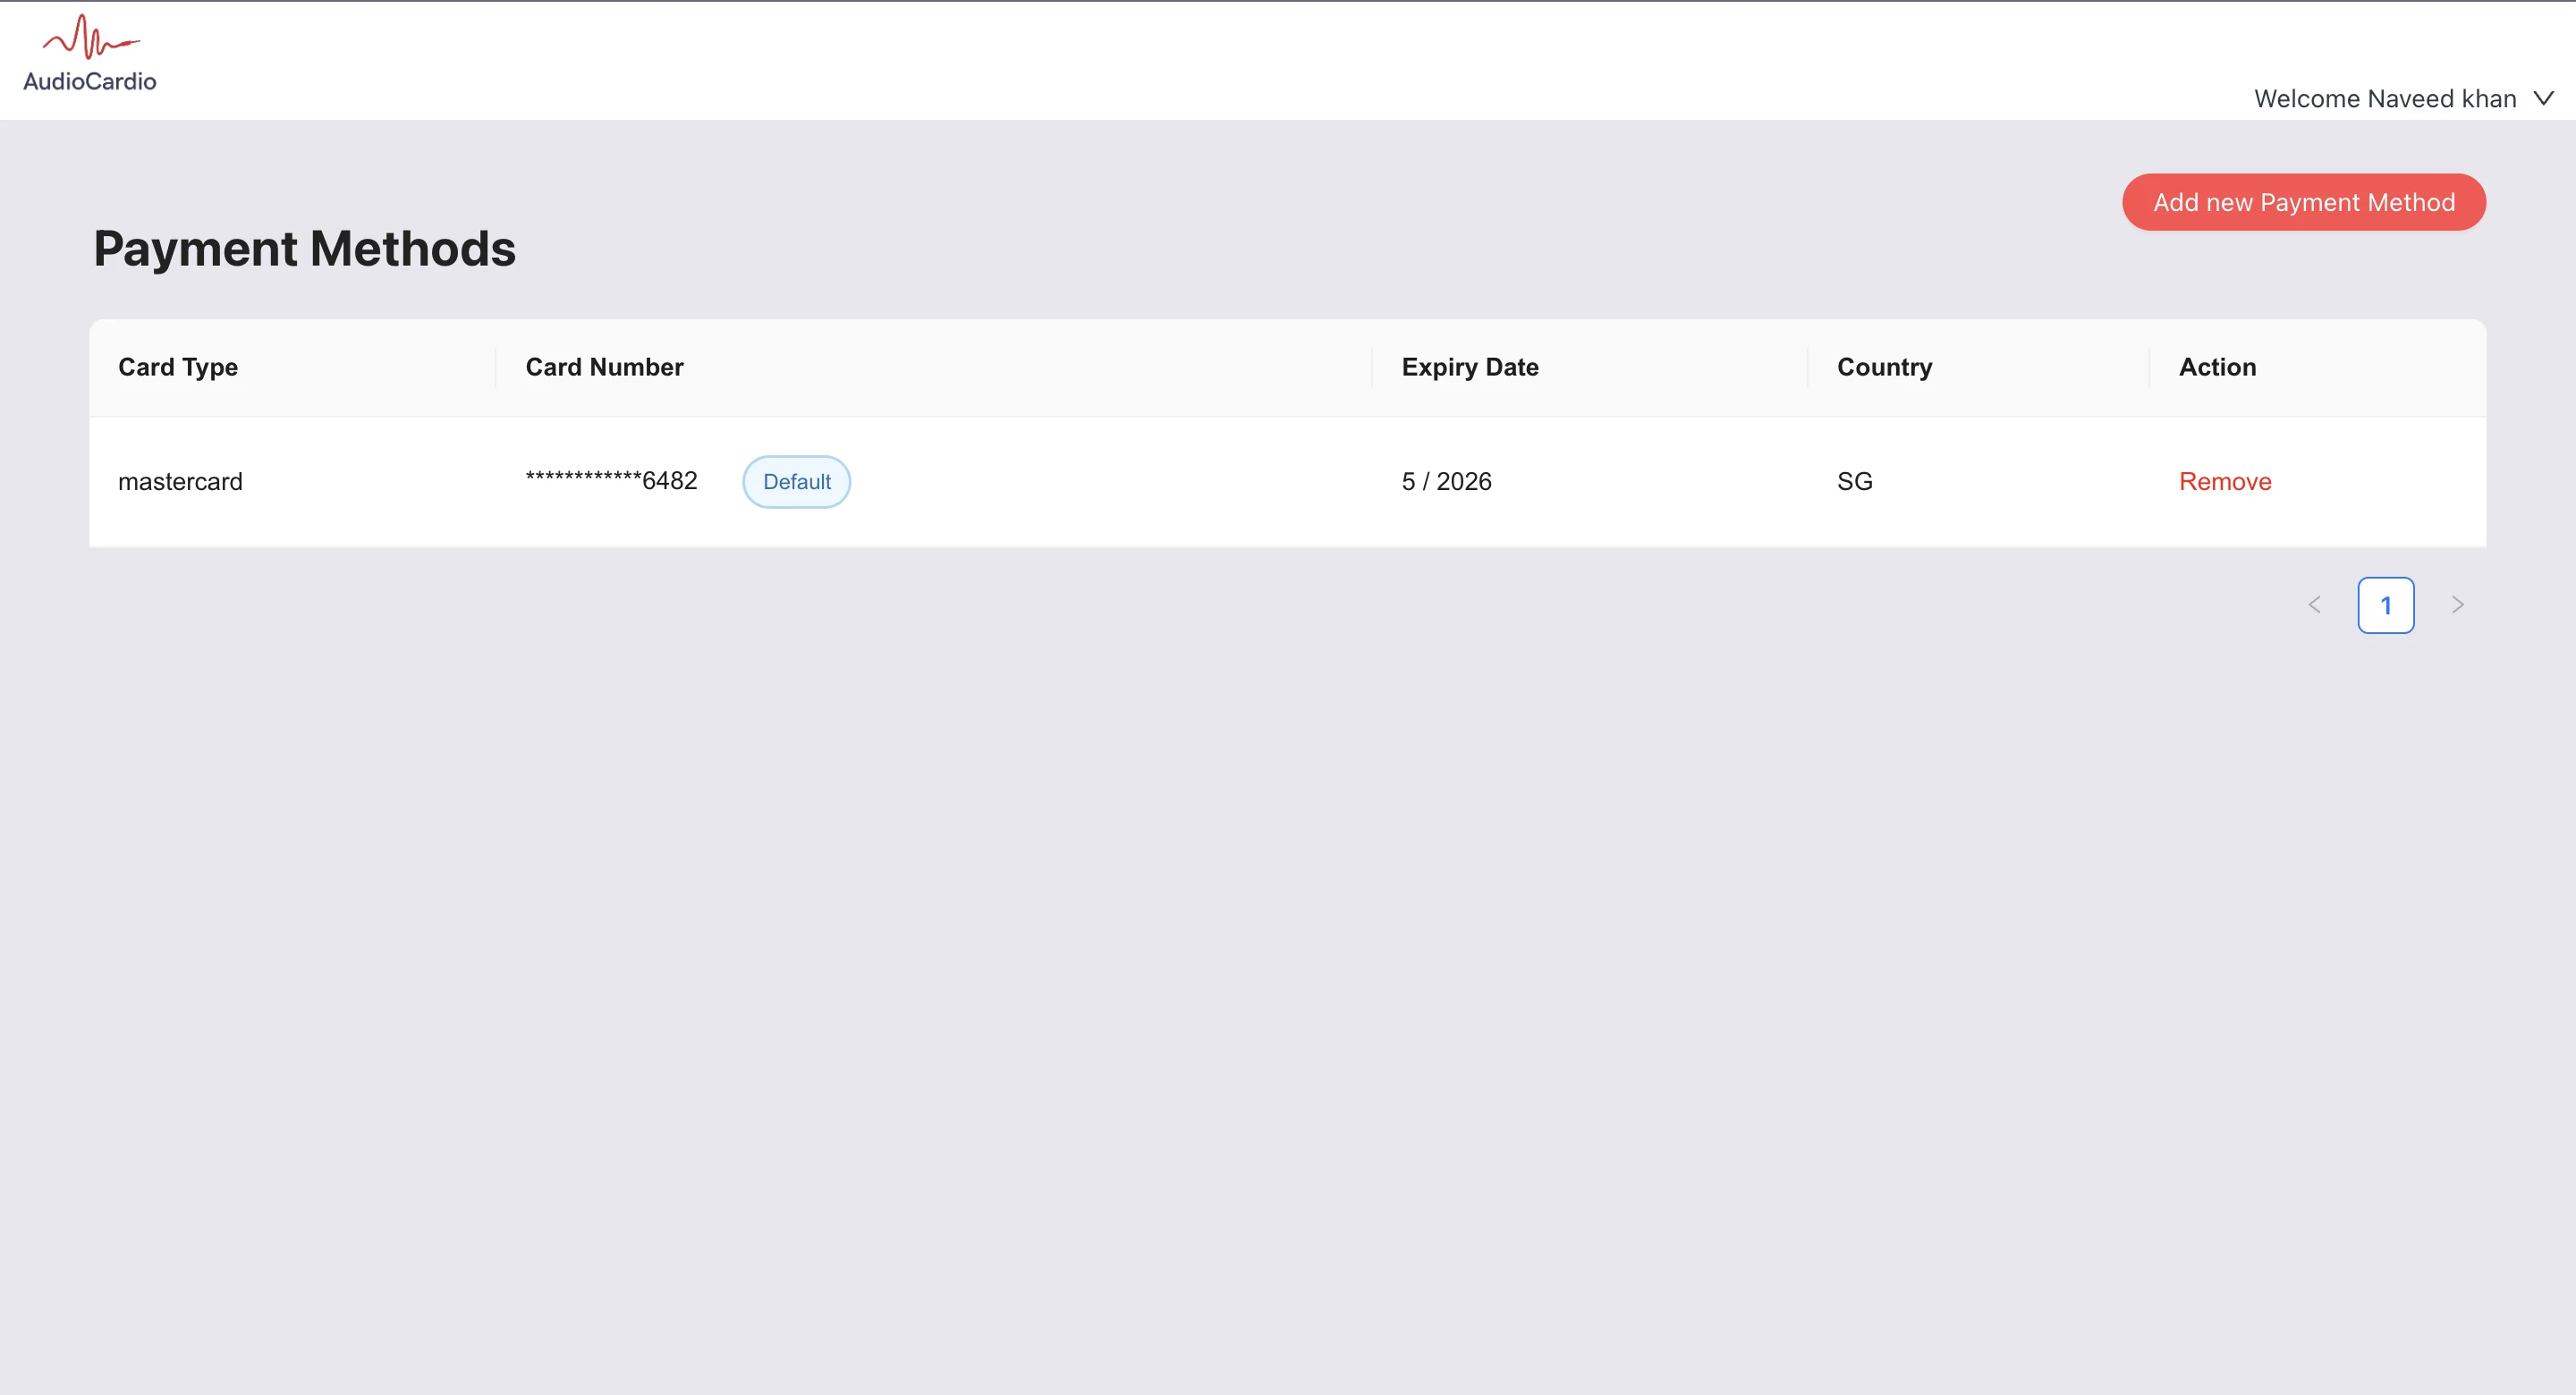 AudioCardio
Welcome Naveed khan
Add new Payment Method
Payment Methods
Card Type Card Number Expiry Date Country Action
mastercard ************6482 Default 5 / 2026 SG Remove
< 1 >